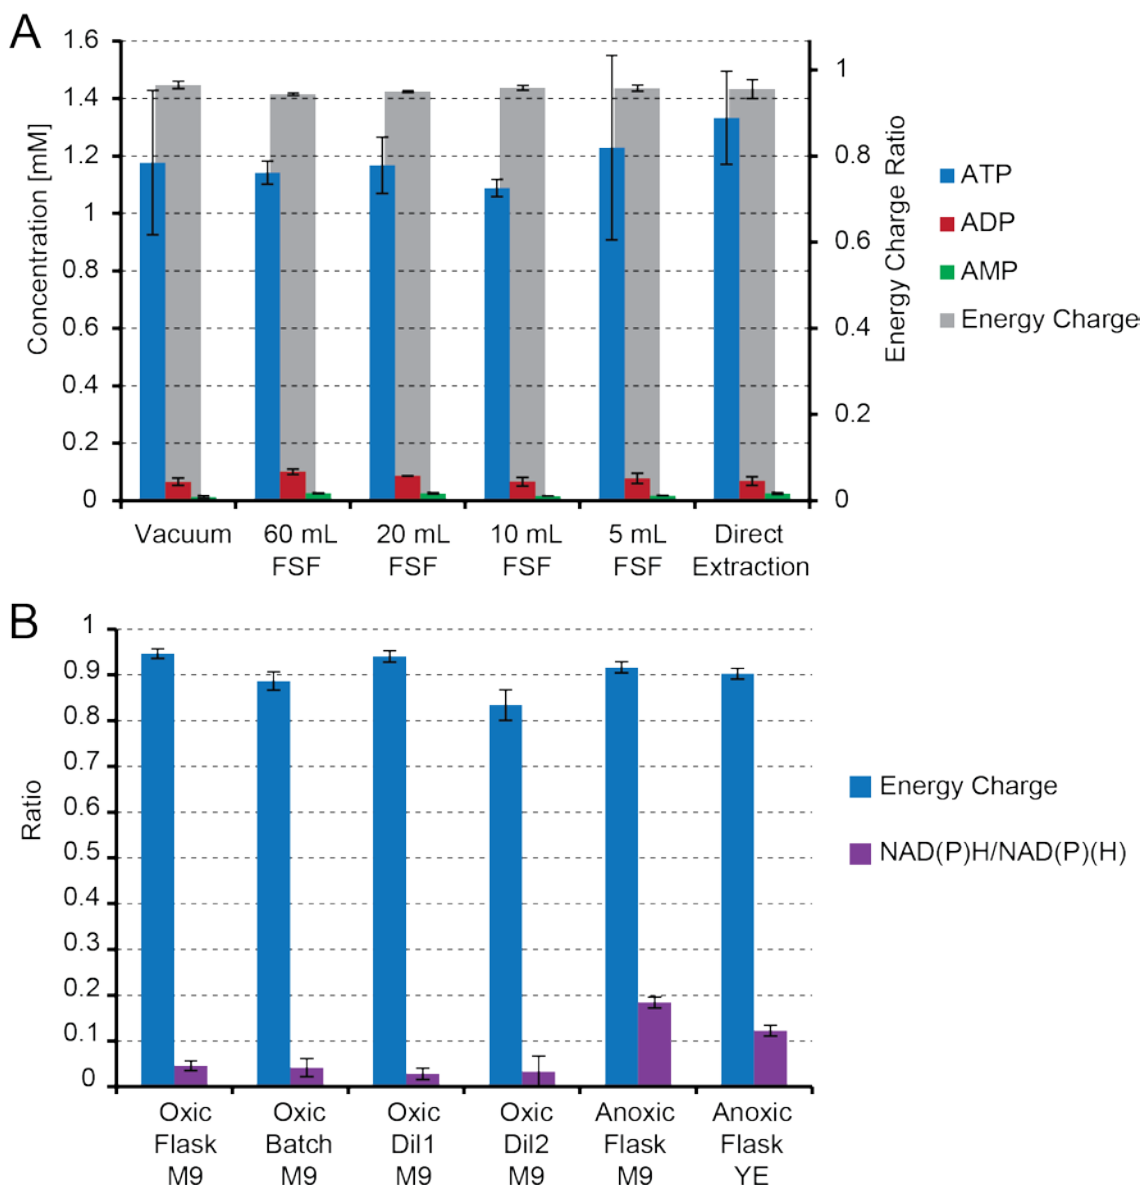 A
1.6
1.4
1.2
1
0.8
0.6
0.4
0.2
0
Concentration [mM]
1
0.8
0.6
0.4
0.2
0
Energy Charge Ratio
ATP
ADP
AMP
Energy Charge
Vacuum 60 mL 20 mL 10 mL 5 mL Direct
FSF FSF FSF FSF Extraction
B
1
0.9
0.8
0.7
0.6
0.5
0.4
0.3
0.2
0.1
0
Ratio
Energy Charge
NAD(P)H/NAD(P)(H)
Oxic Oxic Oxic Oxic Anoxic Anoxic
Flask Batch Dil1 Dil2 Flask Flask
M9 M9 M9 M9 M9 YE